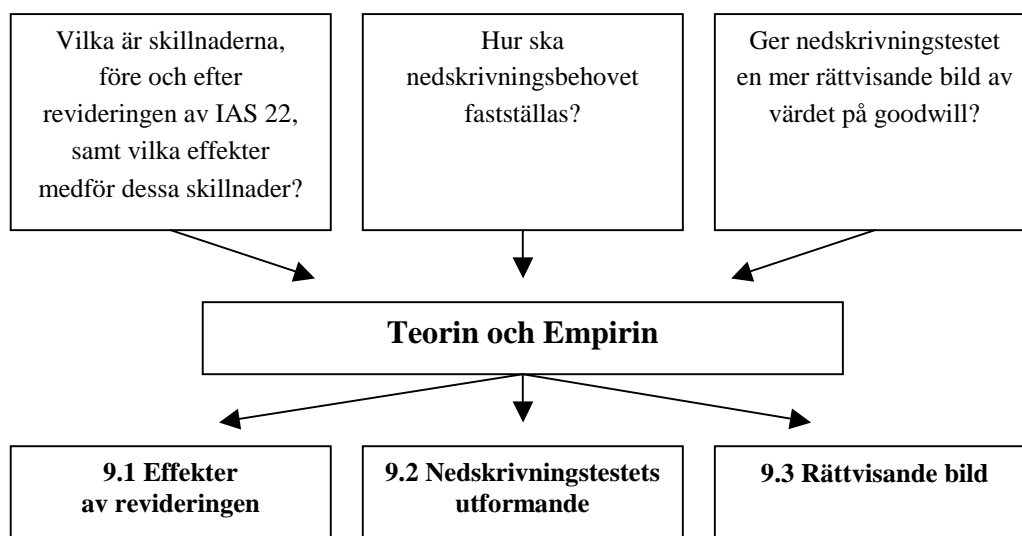 Vilka är skillnaderna,
före och efter
revideringen av IAS 22,
samt vilka effekter
medför dessa skillnader?
Hur ska
nedskrivningsbehovet
fastställas?
Ger nedskrivningstestet
en mer rättvisande bild av
värdet på goodwill?
Teorin och Empirin
9.1 Effekter
av revideringen
9.2 Nedskrivningstestets
utformande
9.3 Rättvisande bild